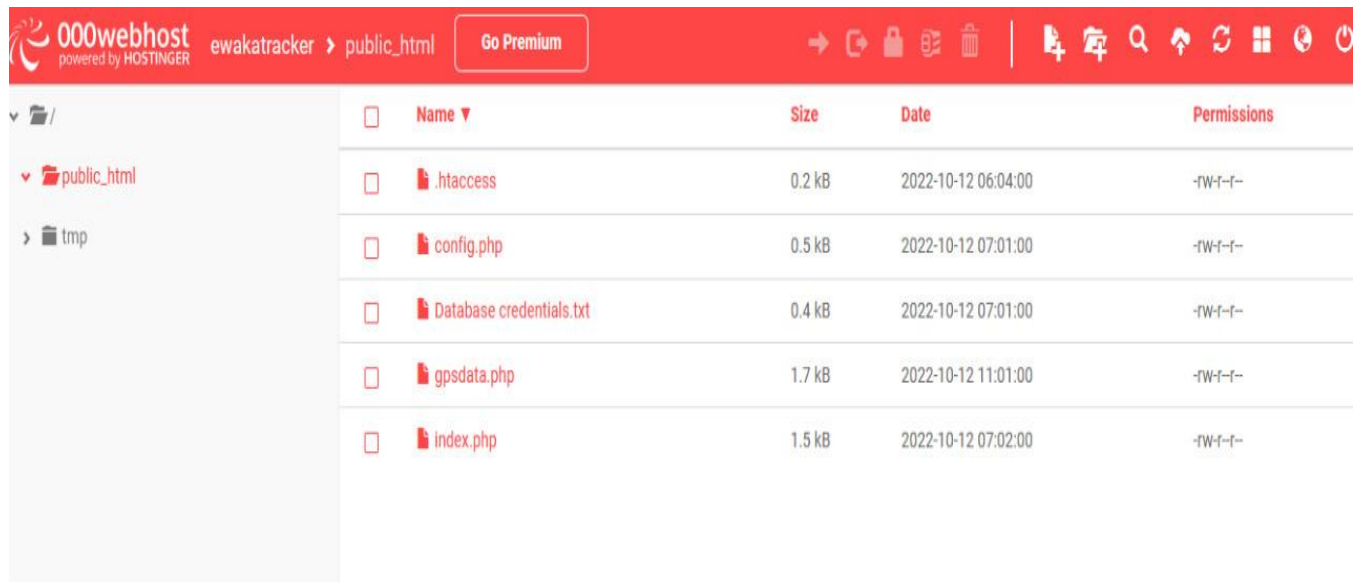 000webhost
powered by HOSTINGER
ewakatracker > public_html
Go Premium
/
public_html
tmp
Name ▼ Size Date Permissions
.htaccess 0.2 kB 2022-10-12 06:04:00 -rw-r--r--
config.php 0.5 kB 2022-10-12 07:01:00 -rw-r--r--
Database credentials.txt 0.4 kB 2022-10-12 07:01:00 -rw-r--r--
gpsdata.php 1.7 kB 2022-10-12 11:01:00 -rw-r--r--
index.php 1.5 kB 2022-10-12 07:02:00 -rw-r--r--